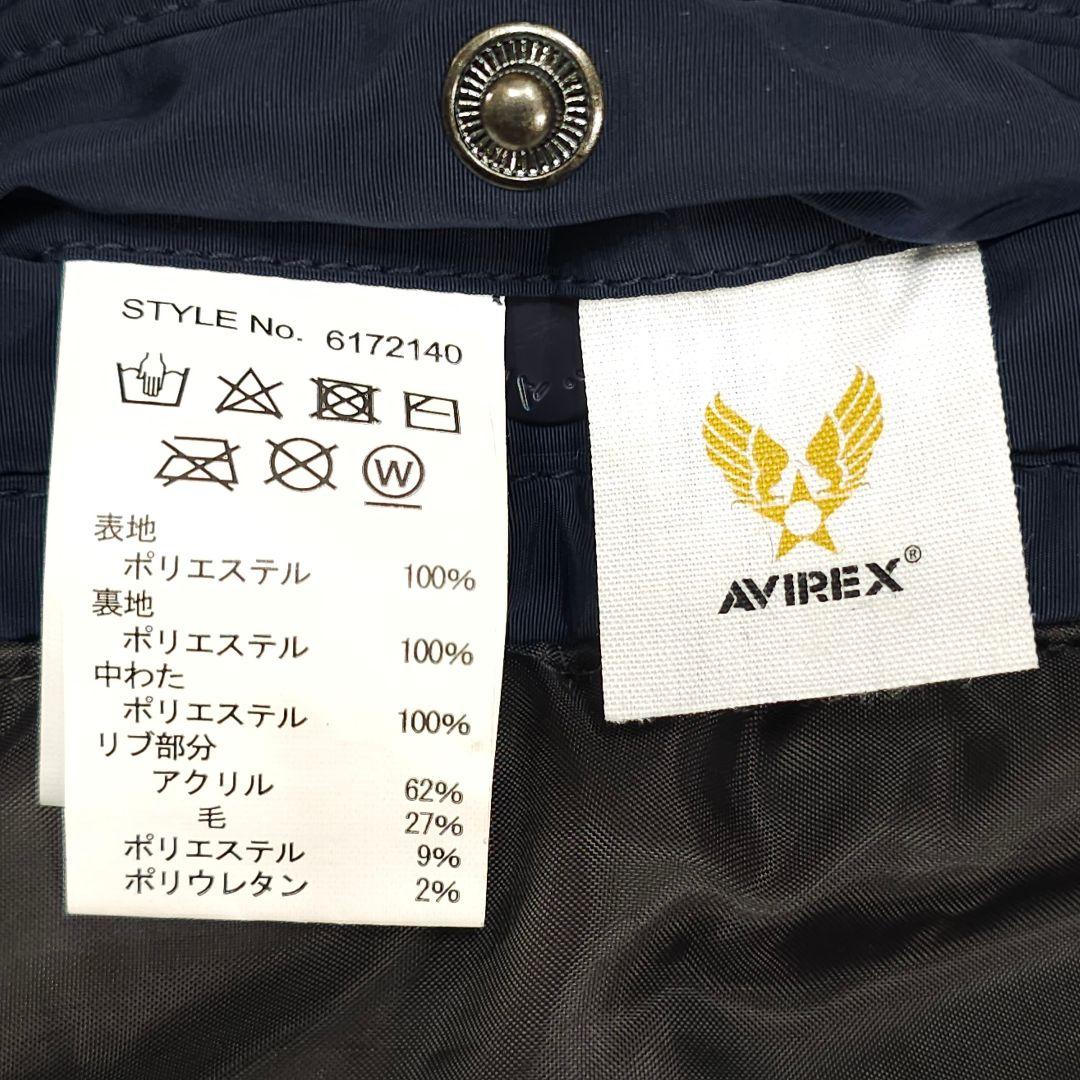 STYLE No. 6172140
W
表地
ポリエステル 100%
裏地
ポリエステル 100%
中わた
ポリエステル 100%
リブ部分
アクリル 62%
毛 27%
ポリエステル 9%
ポリウレタン 2%
AVIREX®